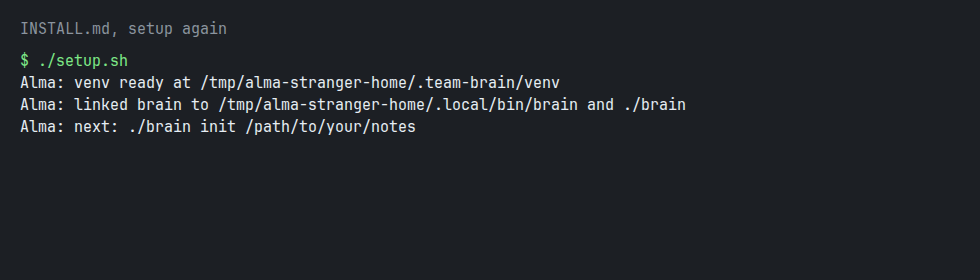 INSTALL.md, setup again
$ ./setup.sh
Alma: venv ready at /tmp/alma-stranger-home/.team-brain/venv
Alma: linked brain to /tmp/alma-stranger-home/.local/bin/brain and ./brain
Alma: next: ./brain init /path/to/your/notes